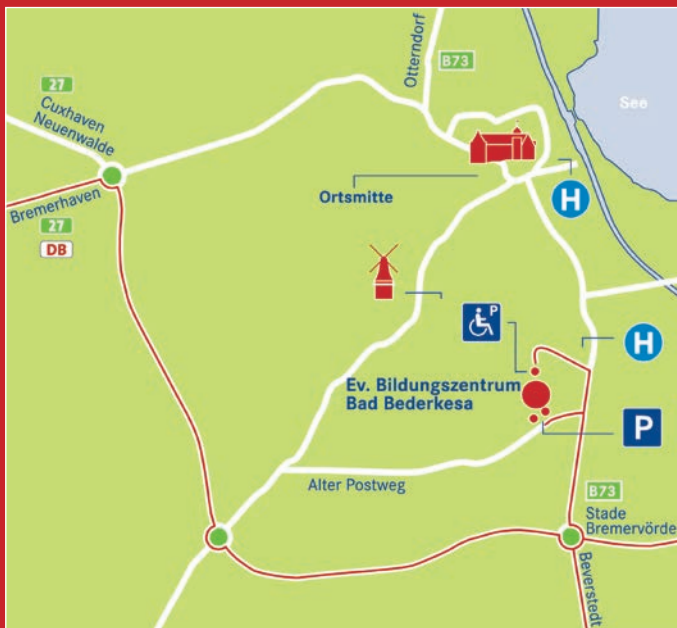 Otterndorf
B73
27
Cuxhaven
Neuenwalde
See
Bremerhaven
27
DB
Ortsmitte
H
P
H
Ev. Bildungszentrum
Bad Bederkesa
P
Alter Postweg
B73
Stade
Bremervörde
Beverstedt